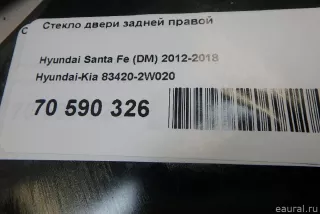 Стекло двери задней правой
Hyundai Santa Fe (DM) 2012-2018
Hyundai-Kia 83420-2W020
70 590 326
eaural.ru